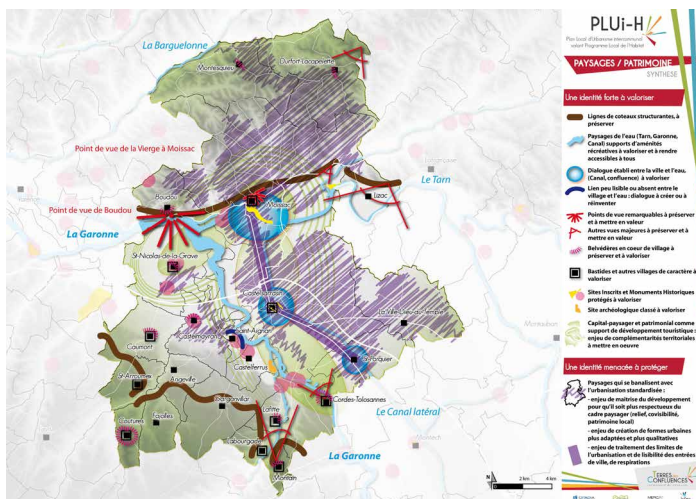 PLUi-H
Plan Local d'Urbanisme intercommunal
valant Programme Local de l'Habitat
PAYSAGES / PATRIMOINE
SYNTHESE
Une identité forte à valoriser
Lignes de coteaux structurantes, à
préserver
Paysages de l'eau (Tarn, Garonne,
Canal) supports d'aménités
récréatives à valoriser et à rendre
accessibles à tous
Dialogue établi entre la ville et l'eau,
(Canal, confluence) à valoriser
Lien peu lisible ou absent entre le
village et l'eau : dialogue à créer ou à
réinventer
Points de vue remarquables à préserver
et à mettre en valeur
Autres vues majeures à préserver et à
mettre en valeur
Belvédères en coeur de village à
préserver et à valoriser
Bastides et autres villages de caractère à
valoriser
Sites Inscrits et Monuments Historiques
protégés à valoriser
Site archéologique classé à valoriser
Capital-paysager et patrimonial comme
support de développement touristique :
enjeu de complémentarités territoriales
à mettre en oeuvre
Une identité menacée à protéger
Paysages qui se banalisent avec
l'urbanisation standardisée :
- enjeu de maitrise du développement
pour qu'il soit plus respectueux du
cadre paysager (relief, covisibilité,
patrimoine local)
- enjeu de création de formes urbaines
plus adaptées et plus qualitatives
- enjeu de traitement des limites de
l'urbanisation et de lisibilité des entrées
de ville, de respirations
TERRES
CONFLUENCES
La Barguelonne
Montesquieu
Durfort-Lacapelette
Point de vue de la Vierge à Moissac
Le Tarn
Boudou
Moissac
Lizac
Point de vue de Boudou
La Garonne
St-Nicolas-de-la-Grave
Castelsarrasin
La Ville-Dieu-du-Temple
Castelmayran
Saint-Aignan
Caumont
Castelferrus
St-Porquier
Angeville
St-Arroumex
Cordes-Tolosannes
Garganvillar
Fajolles
Lafitte
Le Canal latéral
Coutures
Labourgade
La Garonne
Montaïn
N
2 km
4 km